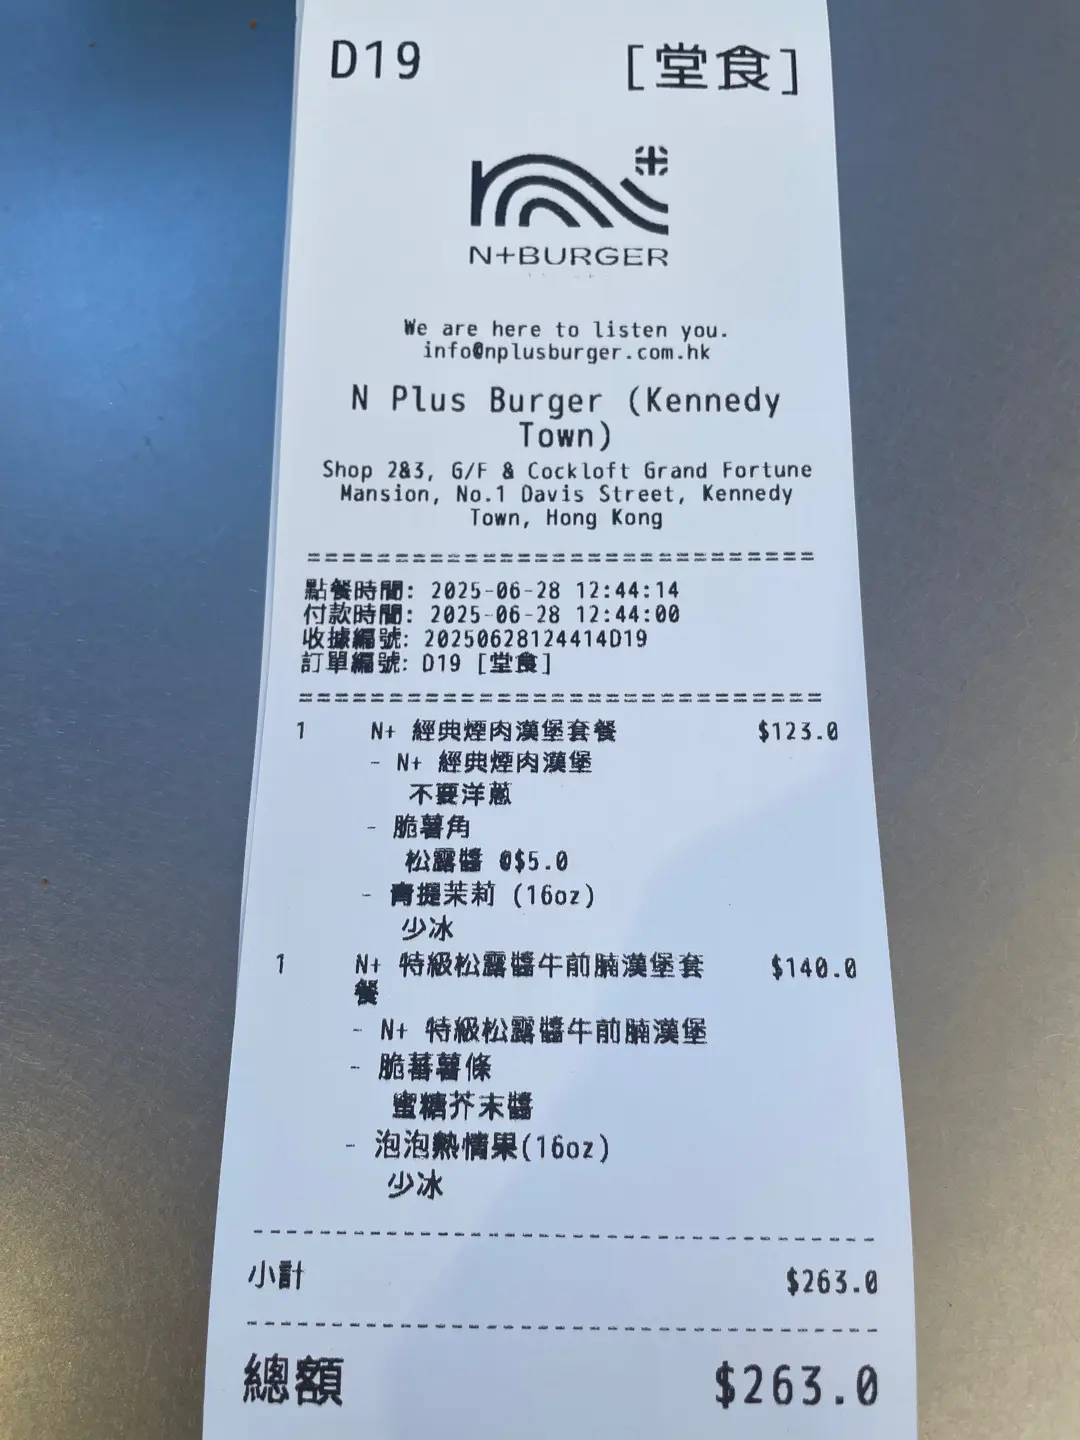 D19 [堂食]
N+BURGER
We are here to listen you.
info@nplusburger.com.hk
N Plus Burger (Kennedy
Town)
Shop 2&3, G/F & Cockloft Grand Fortune
Mansion, No.1 Davis Street, Kennedy
Town, Hong Kong
==============================
點餐時間: 2025-06-28 12:44:14
付款時間: 2025-06-28 12:44:00
收據編號: 20250628124414D19
訂單編號: D19 [堂食]
==============================
1 N+ 經典煙肉漢堡套餐 $123.0
- N+ 經典煙肉漢堡
不要洋蔥
- 脆薯角
松露醬 @$5.0
- 青提茉莉 (16oz)
少冰
1 N+ 特級松露醬牛前腩漢堡套 $140.0
餐
- N+ 特級松露醬牛前腩漢堡
- 脆蕃薯條
蜜糖芥末醬
- 泡泡熱情果(16oz)
少冰
小計 $263.0
總額 $263.0